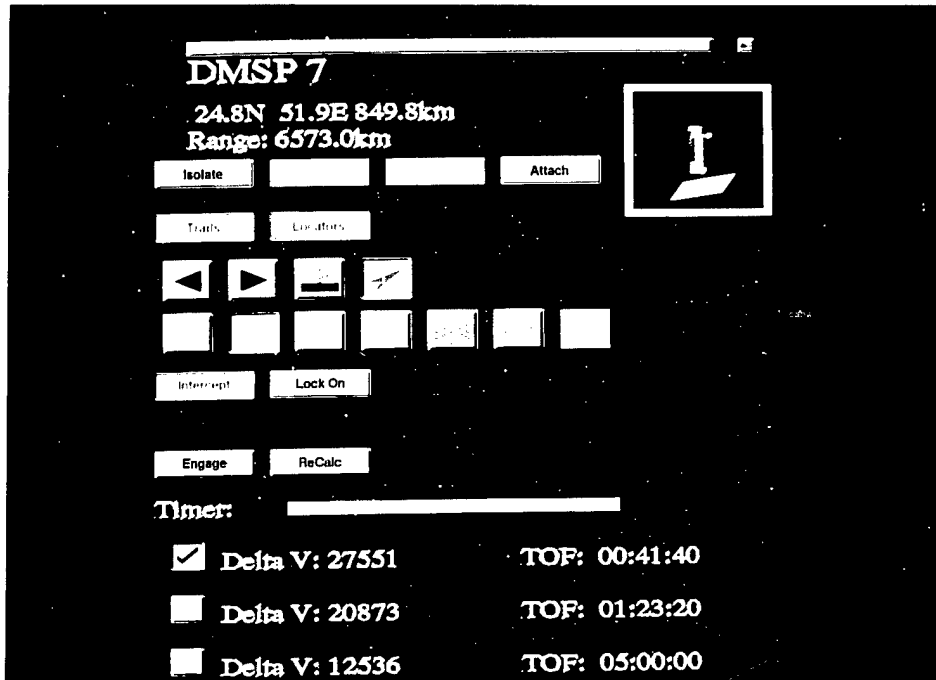 DMSP 7
24.8N 51.9E 849.8km
Range: 6573.0km
Isolate Attach
Trails Locators
Intercept Lock On
Engage ReCalc
Timer:
Delta V: 27551 TOF: 00:41:40
Delta V: 20873 TOF: 01:23:20
Delta V: 12536 TOF: 05:00:00